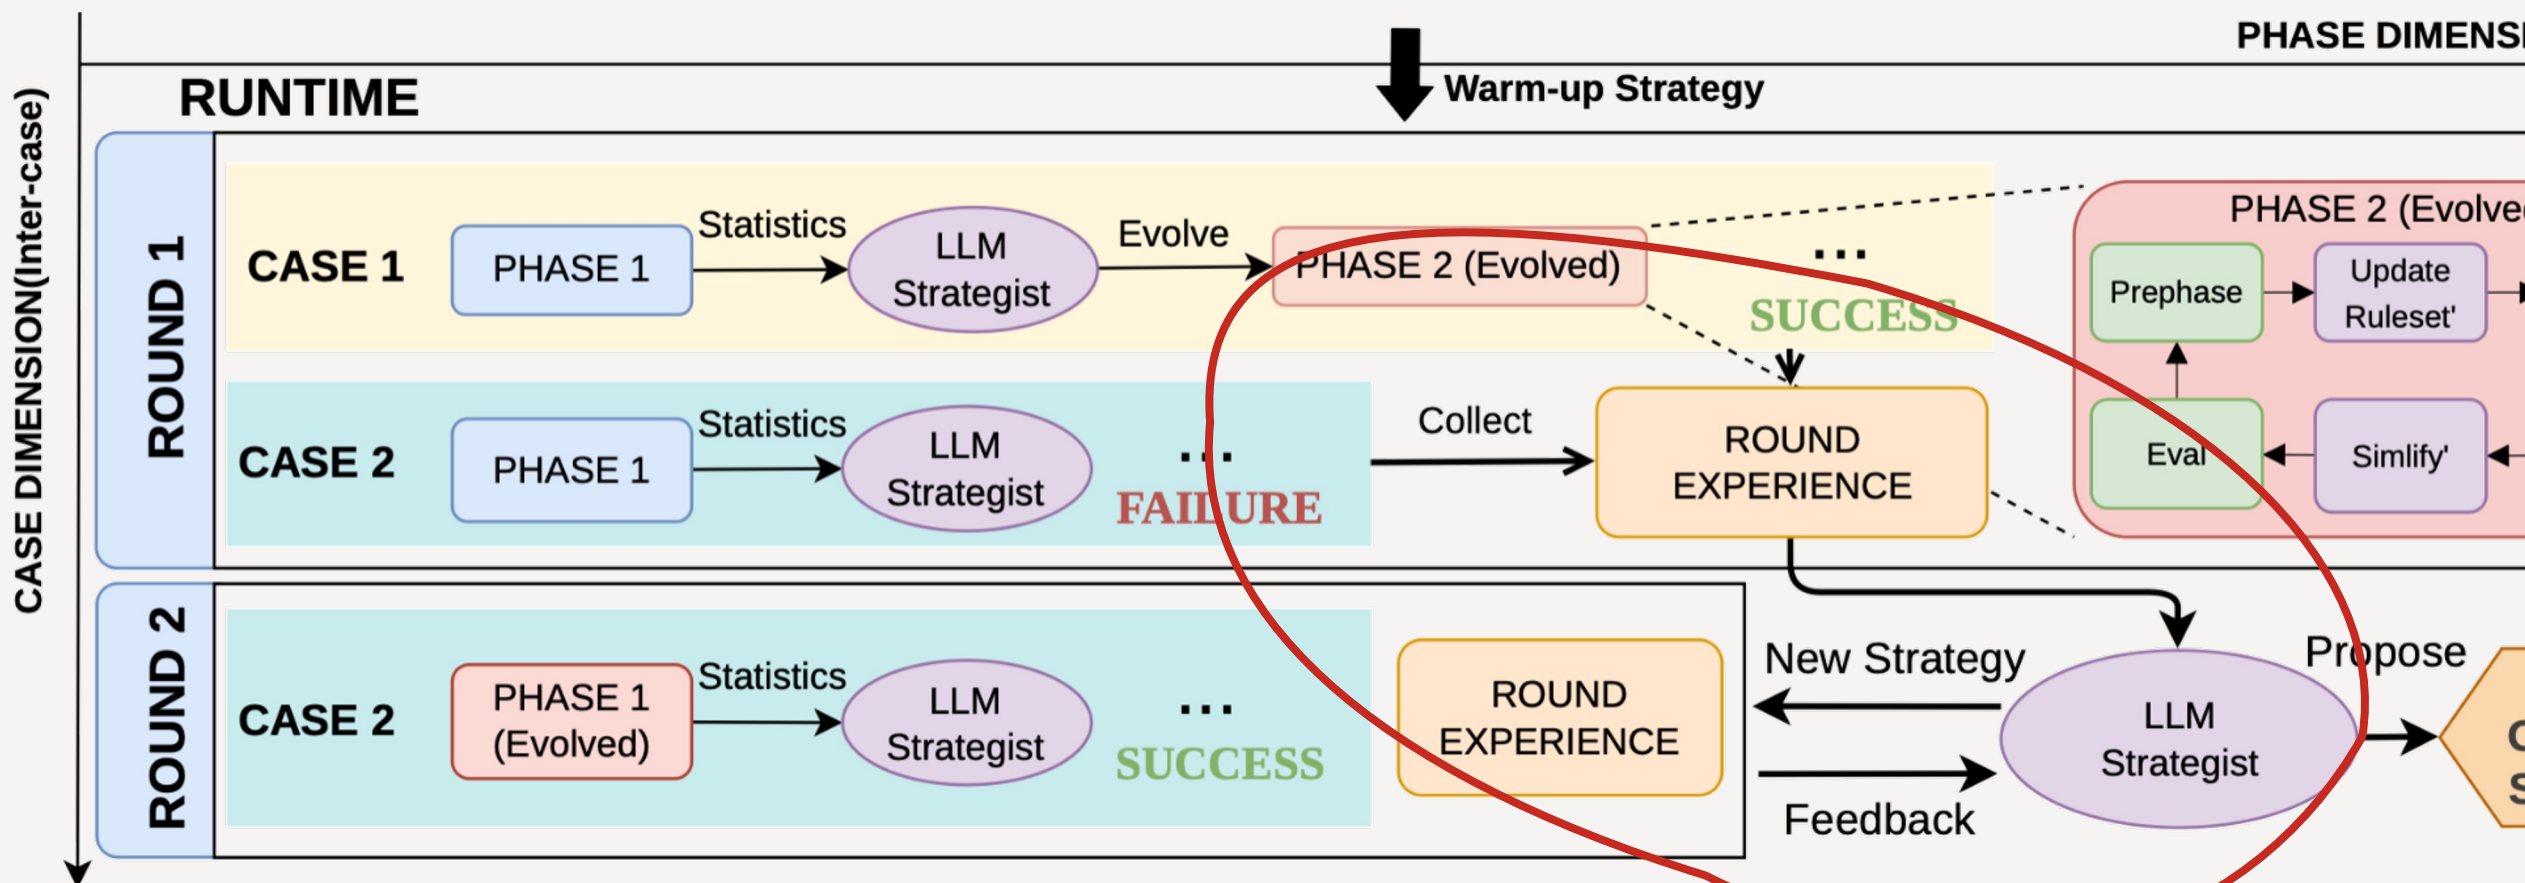 PHASE DIMENSI
RUNTIME
Warm-up Strategy
CASE DIMENSION(Inter-case)
ROUND 1
CASE 1
PHASE 1
Statistics
LLM
Strategist
Evolve
PHASE 2 (Evolved)
...
SUCCESS
PHASE 2 (Evolve
Prephase
Update
Ruleset'
Eval
Simlify'
CASE 2
PHASE 1
Statistics
LLM
Strategist
...
FAILURE
Collect
ROUND
EXPERIENCE
ROUND 2
CASE 2
PHASE 1
(Evolved)
Statistics
LLM
Strategist
...
SUCCESS
ROUND
EXPERIENCE
New Strategy
Feedback
LLM
Strategist
Propose